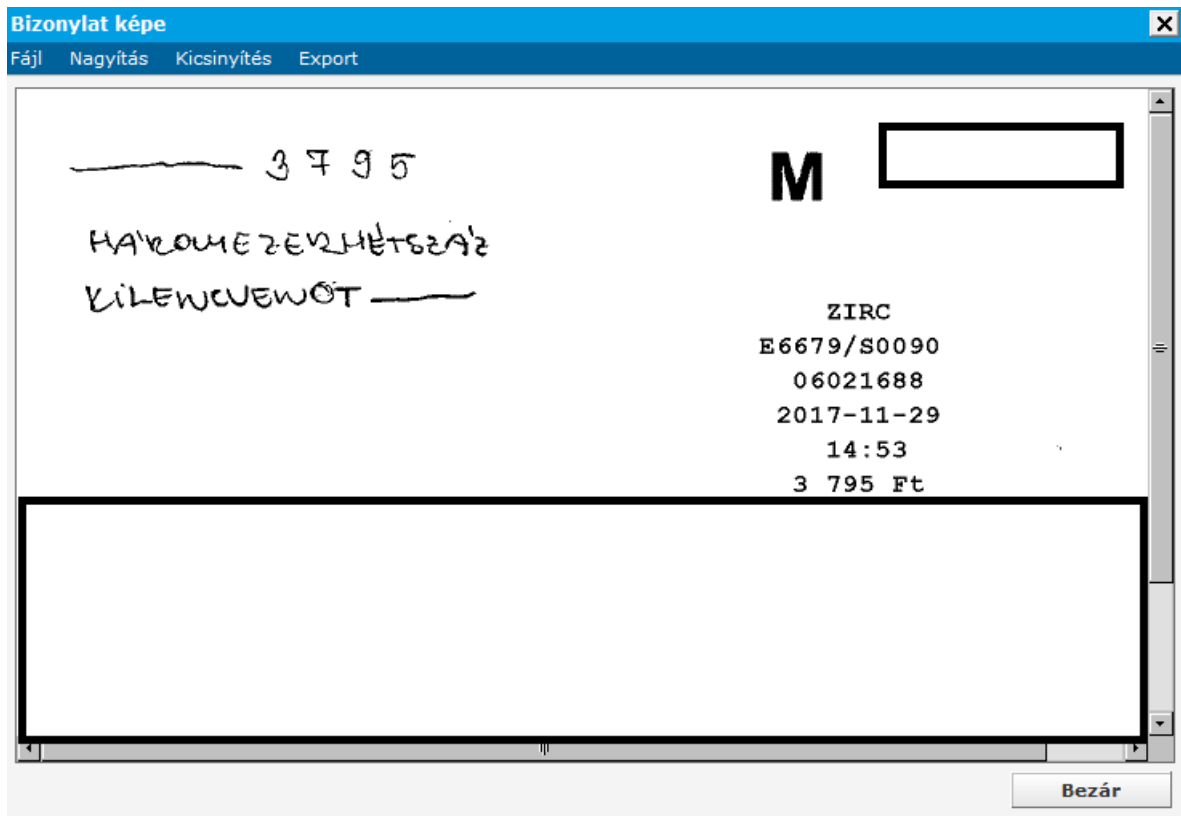 Bizonylat képe
Fájl Nagyítás Kicsinyítés Export
3795
M
HÁROMEZERHÉTSZÁZ
KILENCVENÖT
ZIRC
E6679/S0090
06021688
2017-11-29
14:53
3 795 Ft
Bezár